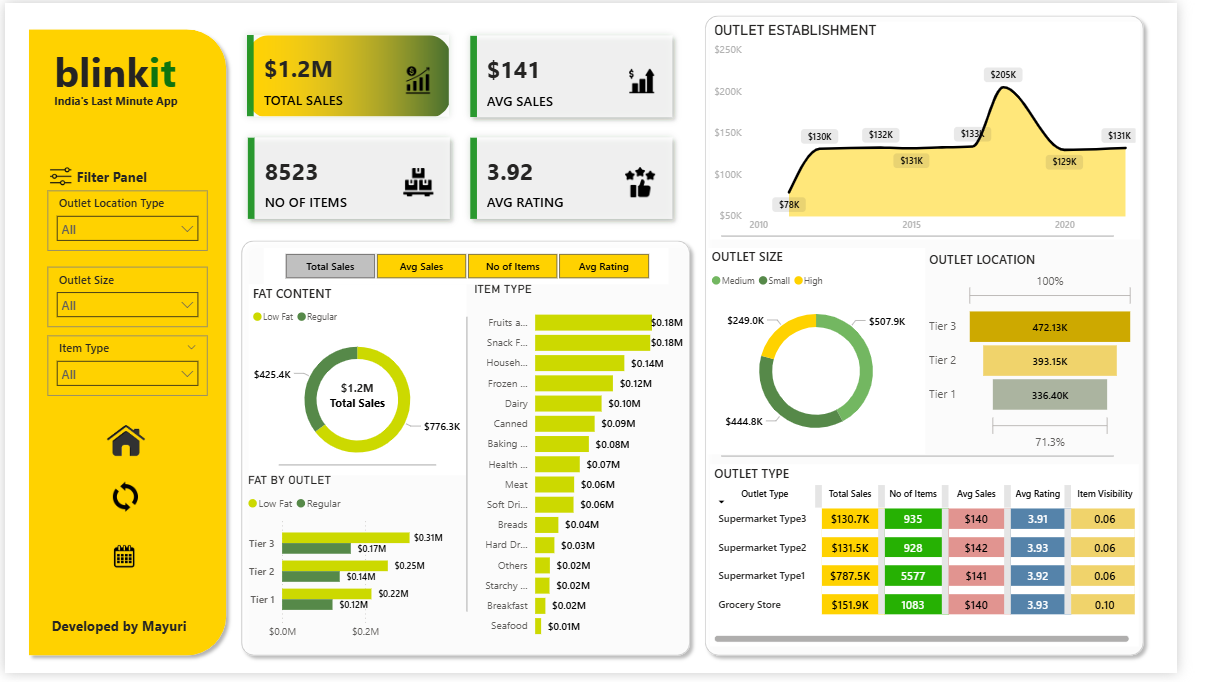 blinkit
India's Last Minute App
Filter Panel
Outlet Location Type
All
Outlet Size
All
Item Type
All
Developed by Mayuri
$1.2M
TOTAL SALES
$141
AVG SALES
8523
NO OF ITEMS
3.92
AVG RATING
Total Sales Avg Sales No of Items Avg Rating
FAT CONTENT
Low Fat Regular
$425.4K
$1.2M
Total Sales
$776.3K
FAT BY OUTLET
Low Fat Regular
Tier 3 $0.31M
$0.17M
Tier 2 $0.25M
$0.14M
Tier 1 $0.22M
$0.12M
$0.0M $0.2M
ITEM TYPE
Fruits a... $0.18M
Snack F... $0.18M
Househ... $0.14M
Frozen ... $0.12M
Dairy $0.10M
Canned $0.09M
Baking ... $0.08M
Health ... $0.07M
Meat $0.06M
Soft Dri... $0.06M
Breads $0.04M
Hard Dr... $0.03M
Others $0.02M
Starchy ... $0.02M
Breakfast $0.02M
Seafood $0.01M
OUTLET ESTABLISHMENT
$250K
$200K
$150K
$100K
$50K
$78K
$130K
$132K
$131K
$133K
$205K
$129K
$131K
2010 2015 2020
OUTLET SIZE
Medium Small High
$249.0K
$507.9K
$444.8K
OUTLET LOCATION
100%
Tier 3 472.13K
Tier 2 393.15K
Tier 1 336.40K
71.3%
OUTLET TYPE
Outlet Type Total Sales No of Items Avg Sales Avg Rating Item Visibility
Supermarket Type3 $130.7K 935 $140 3.91 0.06
Supermarket Type2 $131.5K 928 $142 3.93 0.06
Supermarket Type1 $787.5K 5577 $141 3.92 0.06
Grocery Store $151.9K 1083 $140 3.93 0.10